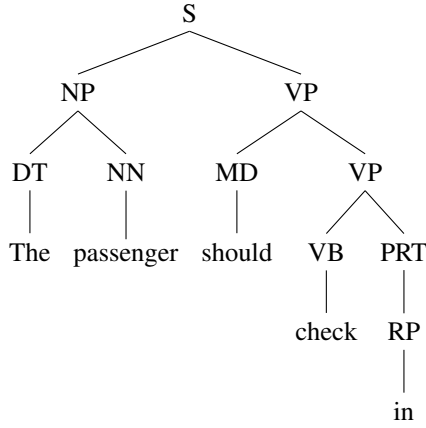 S
NP VP
DT NN MD VP
The passenger should VB PRT
check RP
in